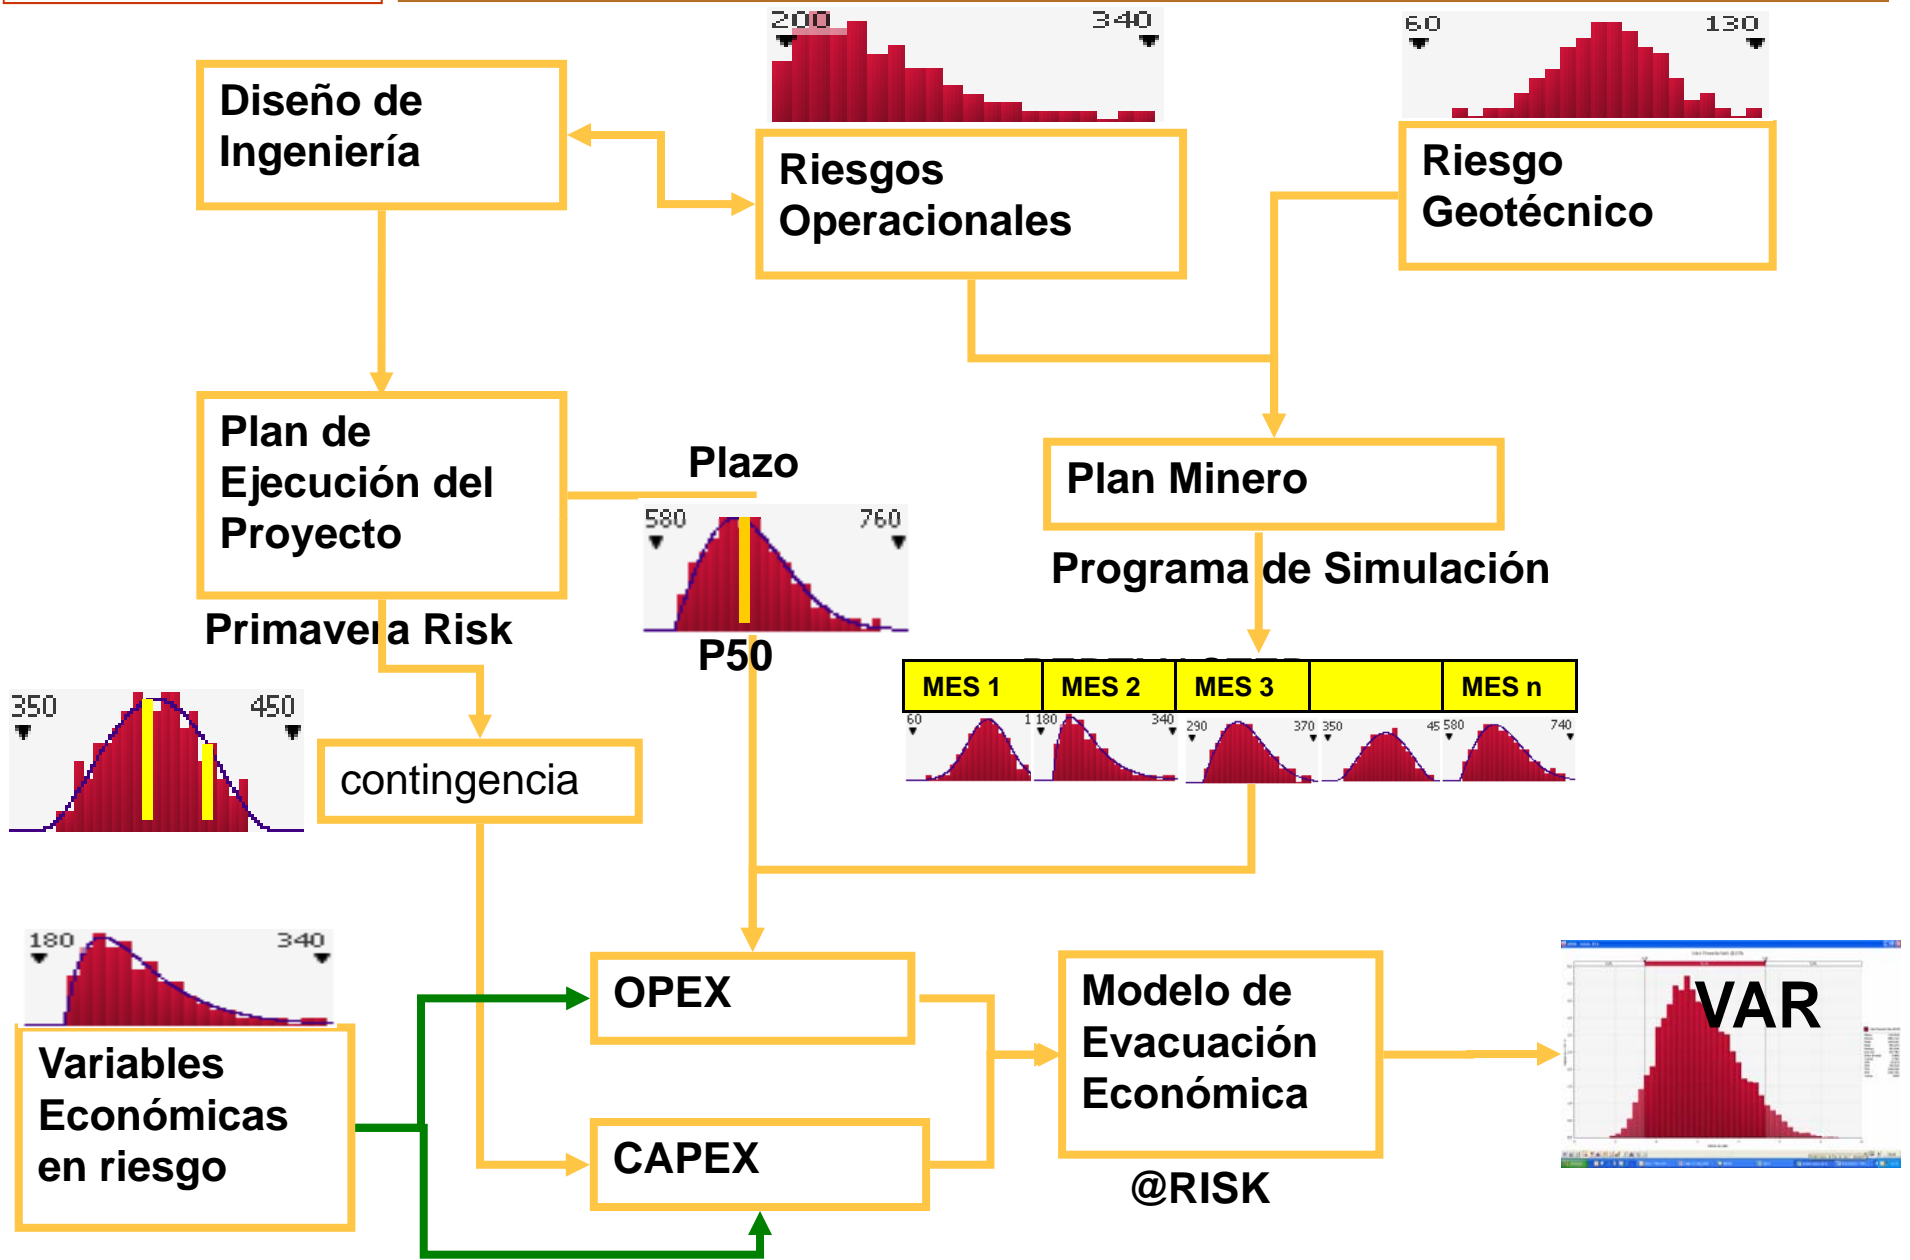 200 340
60 130
Diseño de
Ingeniería
Riesgos
Operacionales
Riesgo
Geotécnico
Plan de
Ejecución del
Proyecto
Plazo
580 760
P50
Plan Minero
Programa de Simulación
Primavera Risk
MES 1 MES 2 MES 3 MES n
60 1 180 340 290 370 350 45 580 740
350 450
contingencia
180 340
Variables
Económicas
en riesgo
OPEX
CAPEX
Modelo de
Evacuación
Económica
@RISK
VAR